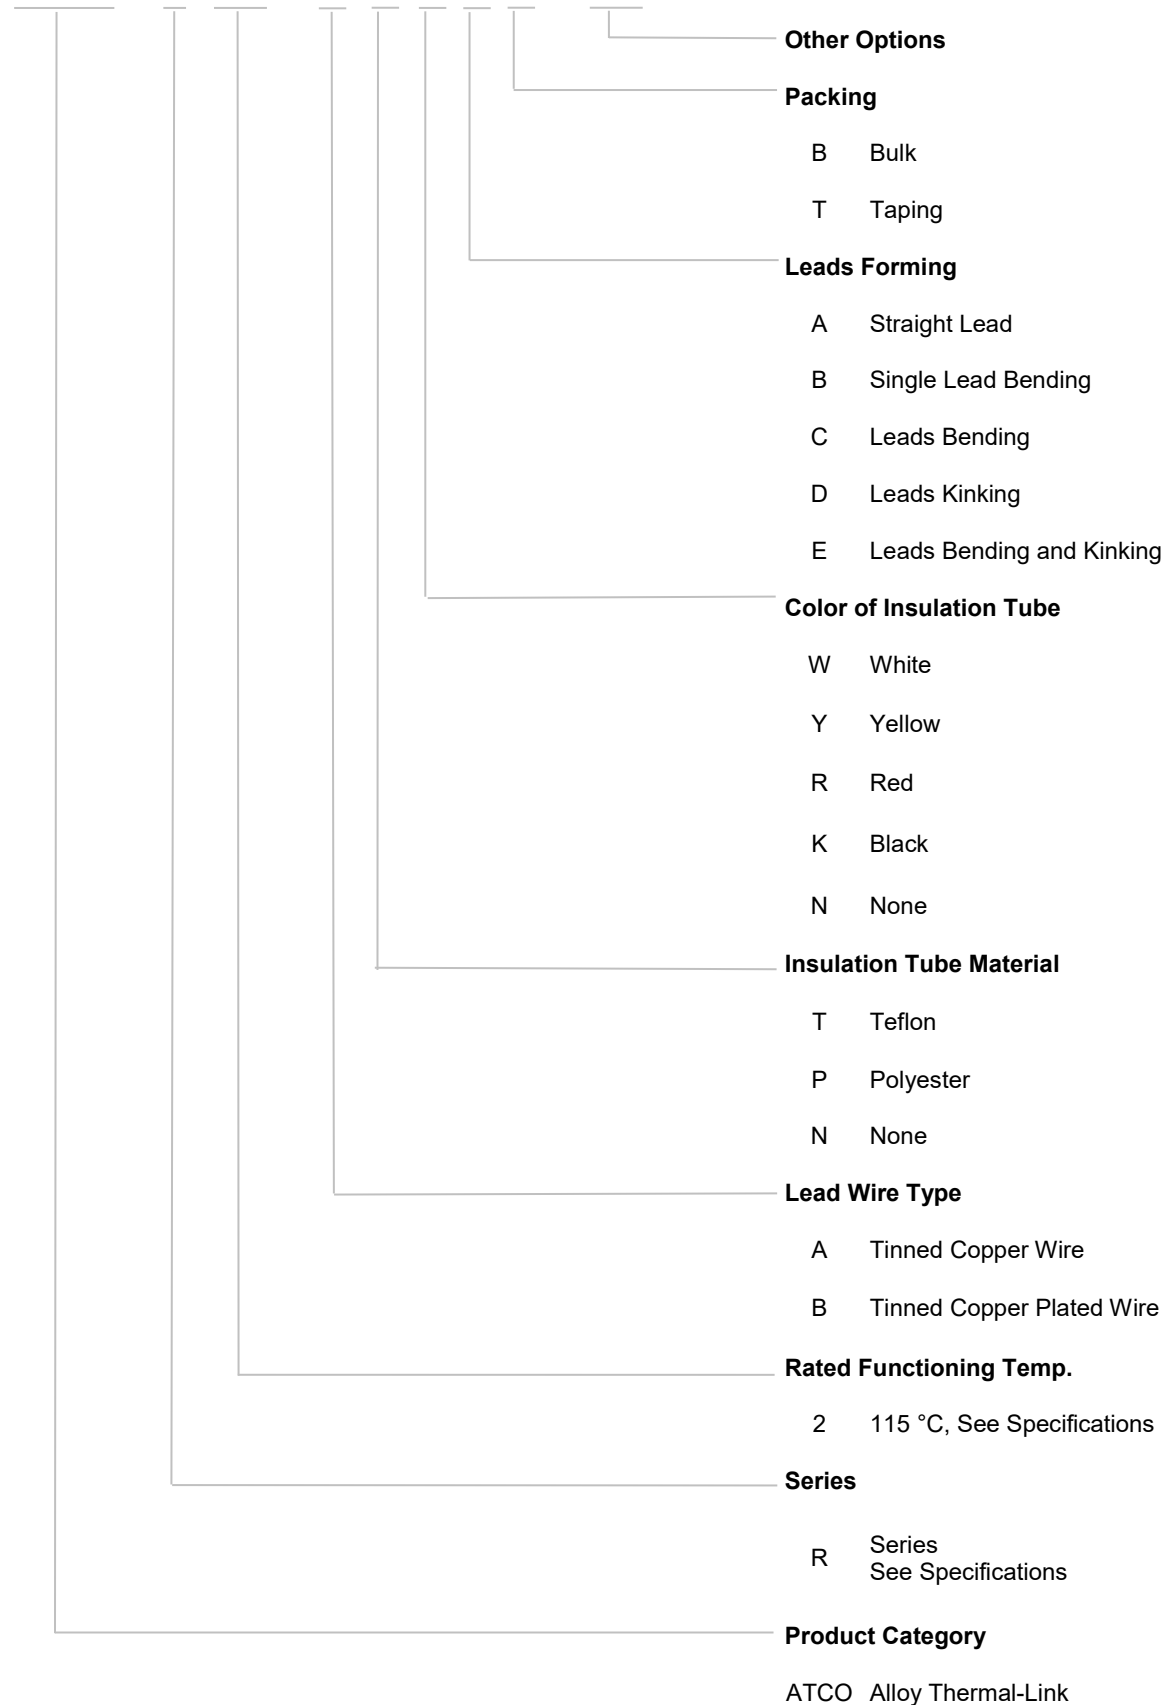 Other Options
Packing
B Bulk
T Taping
Leads Forming
A Straight Lead
B Single Lead Bending
C Leads Bending
D Leads Kinking
E Leads Bending and Kinking
Color of Insulation Tube
W White
Y Yellow
R Red
K Black
N None
Insulation Tube Material
T Teflon
P Polyester
N None
Lead Wire Type
A Tinned Copper Wire
B Tinned Copper Plated Wire
Rated Functioning Temp.
2 115 °C, See Specifications
Series
R Series
See Specifications
Product Category
ATCO Alloy Thermal-Link